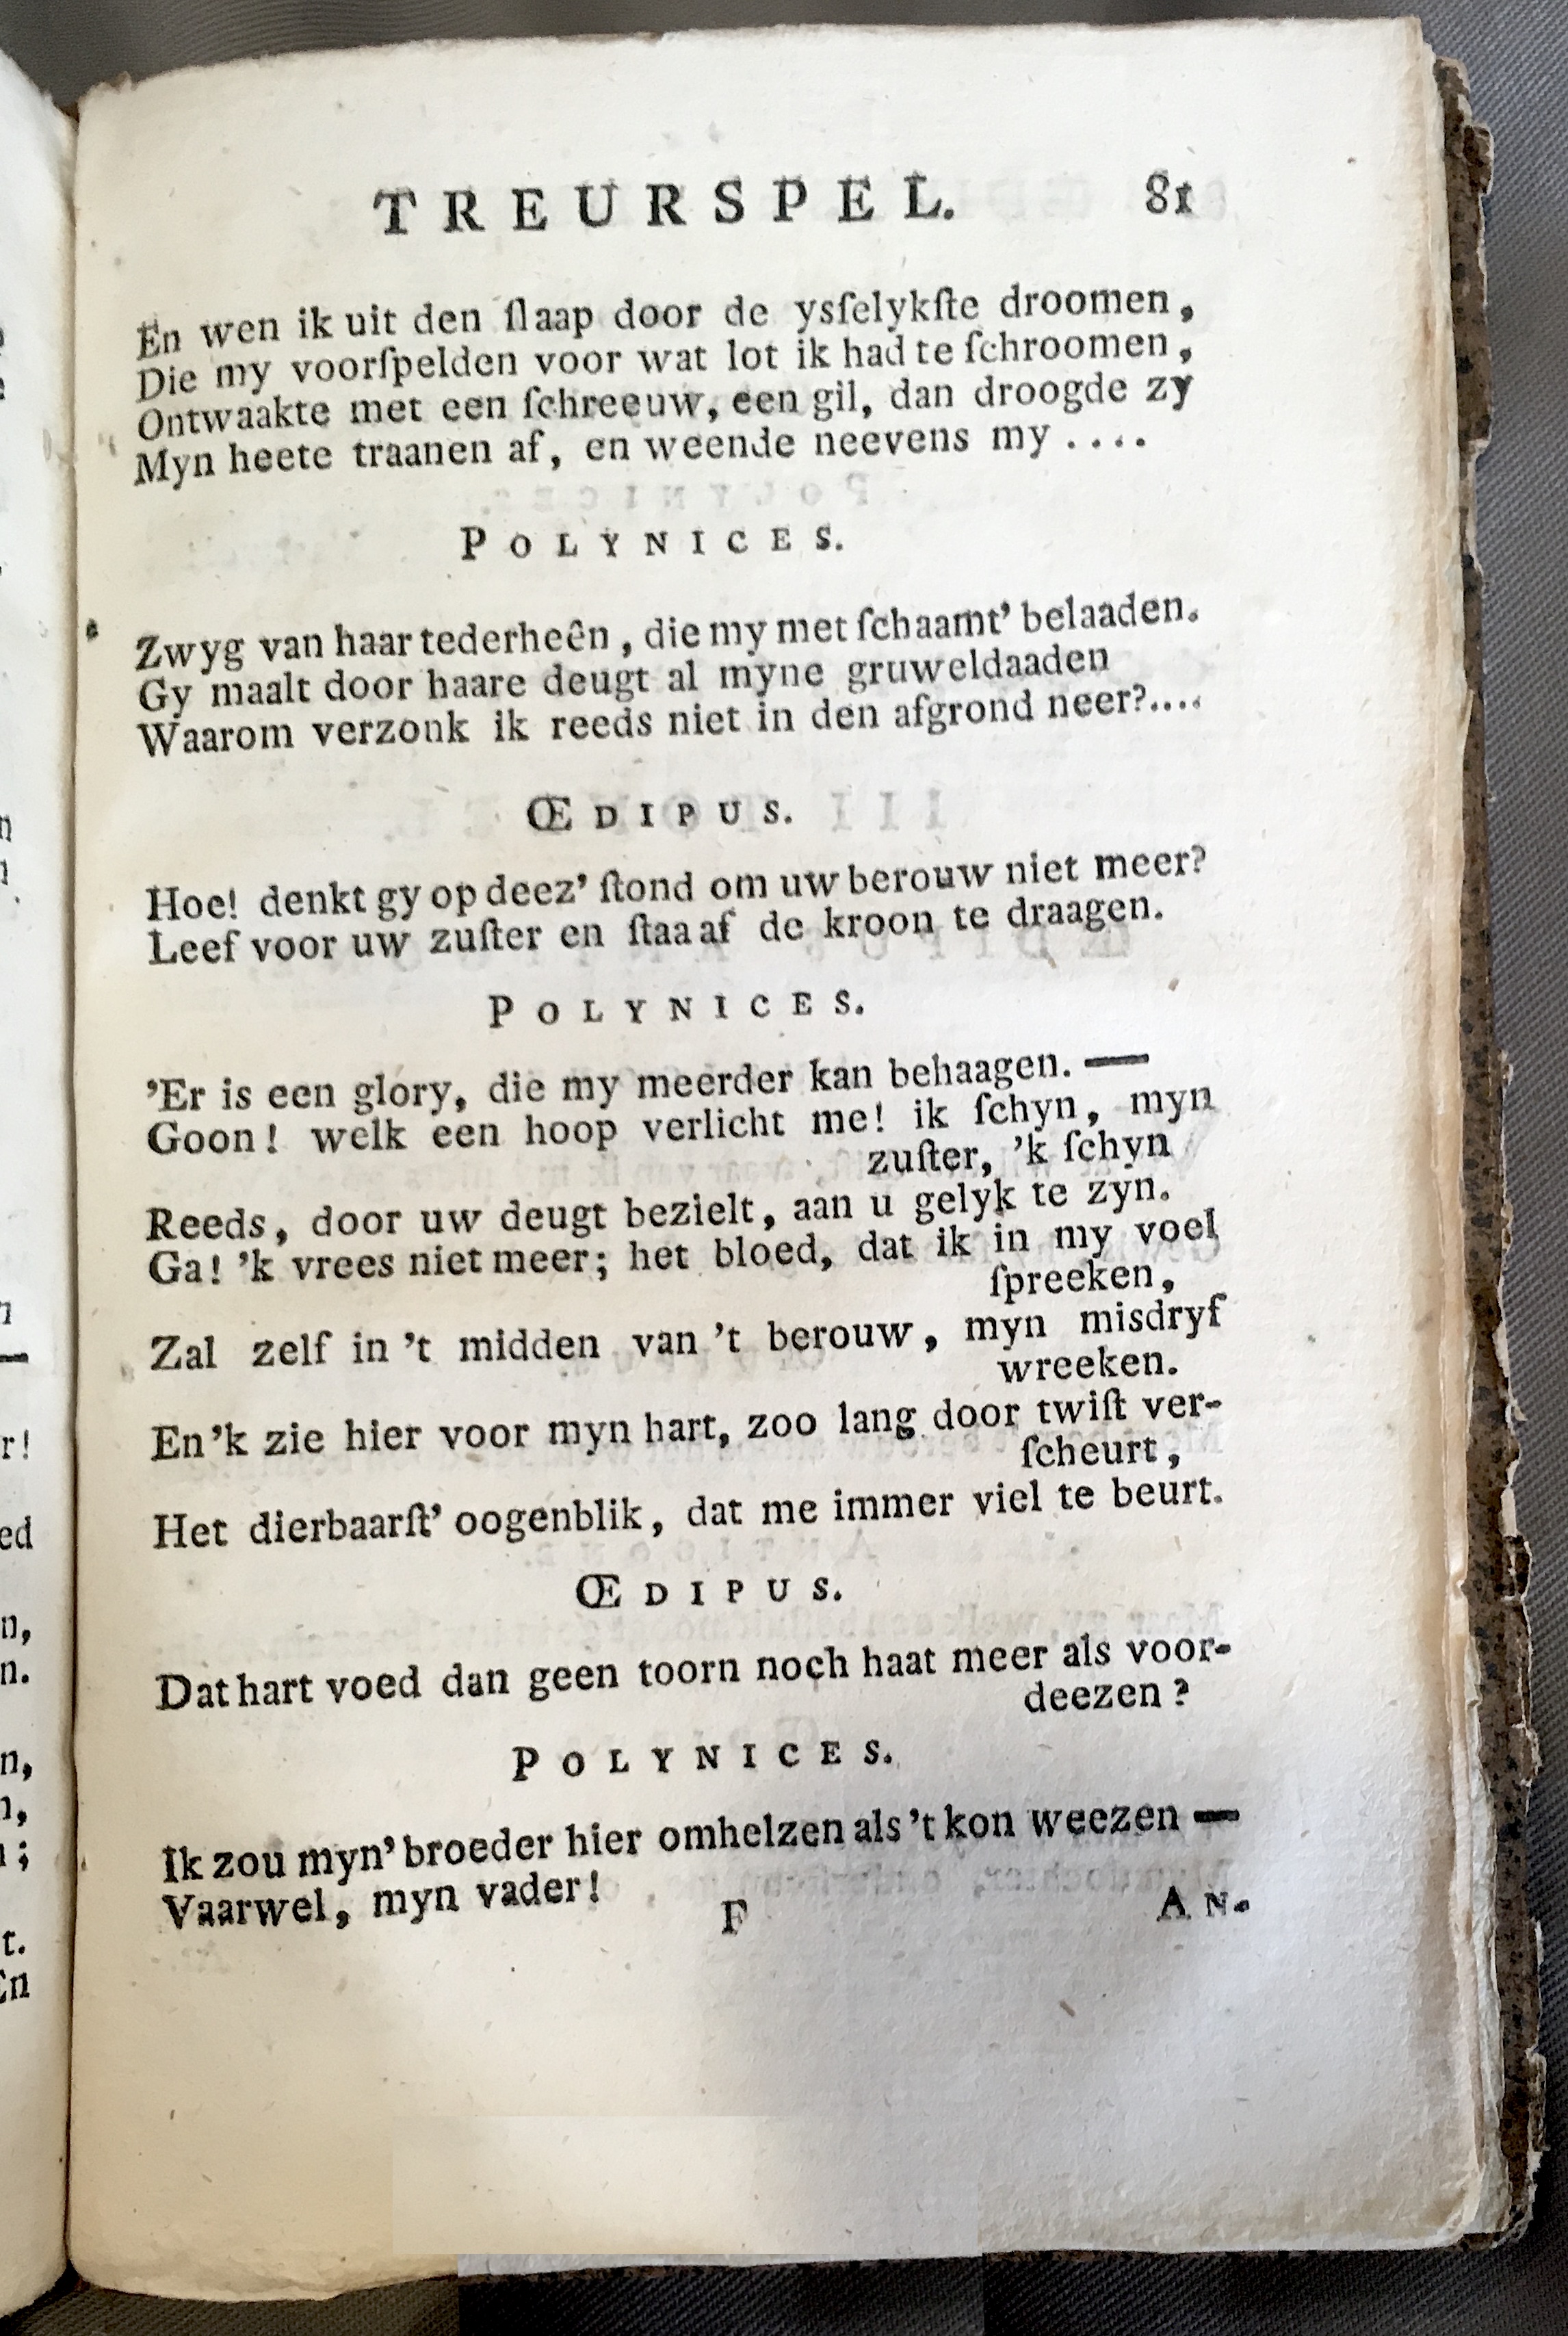 TREURSPEL. 81
En wen ik uit den ſlaap door de ysſelykſte droomen,
Die my voorſpelden voor wat lot ik had te ſchroomen,
Ontwaakte met een ſchreeuw, een gil, dan droogde zy
Myn heete traanen af, en weende neevens my ....
POLYNICES.
Zwyg van haar tederheên, die my met ſchaamt' belaaden.
Gy maalt door haare deugt al myne gruweldaaden
Waarom verzonk ik reeds niet in den afgrond neer?....
ŒDIPUS.
Hoe! denkt gy op deez' ſtond om uw berouw niet meer?
Leef voor uw zuſter en ſtaa af de kroon te draagen.
POLYNICES.
'Er is een glory, die my meerder kan behaagen. —
Goon! welk een hoop verlicht me! ik ſchyn, myn
zuſter, 'k ſchyn
Reeds, door uw deugt bezielt, aan u gelyk te zyn.
Ga! 'k vrees niet meer; het bloed, dat ik in my voel
ſpreeken,
Zal zelf in 't midden van 't berouw, myn misdryf
wreeken.
En 'k zie hier voor myn hart, zoo lang door twiſt ver-
ſcheurt,
Het dierbaarſt' oogenblik, dat me immer viel te beurt.
ŒDIPUS.
Dat hart voed dan geen toorn noch haat meer als voor-
deezen?
POLYNICES.
Ik zou myn' broeder hier omhelzen als 't kon weezen —
Vaarwel, myn vader!
F AN.